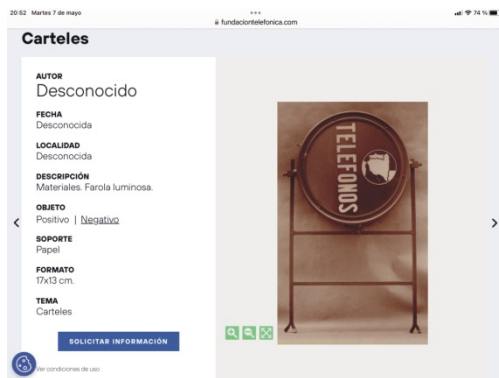 20:52 Martes 7 de mayo
74 %
fundaciontelefonica.com
Carteles
AUTOR
Desconocido
FECHA
Desconocida
LOCALIDAD
Desconocida
DESCRIPCIÓN
Materiales. Farola luminosa.
OBJETO
Positivo | Negativo
SOPORTE
Papel
FORMATO
17x13 cm.
TEMA
Carteles
SOLICITAR INFORMACIÓN
Ver condiciones de uso
TELEFONOS